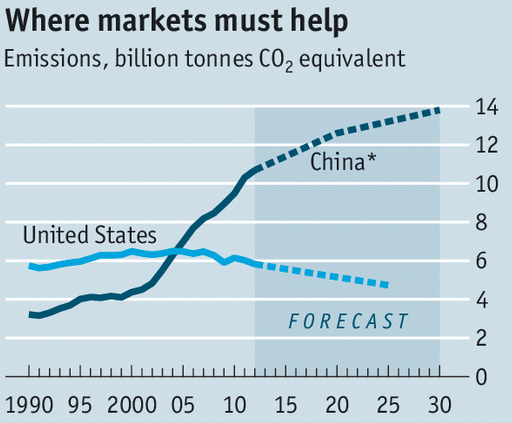 Where markets must help
Emissions, billion tonnes CO₂ equivalent
14
12
China*
10
United States
8
6
4
FORECAST
2
0
1990 95 2000 05 10 15 20 25 30